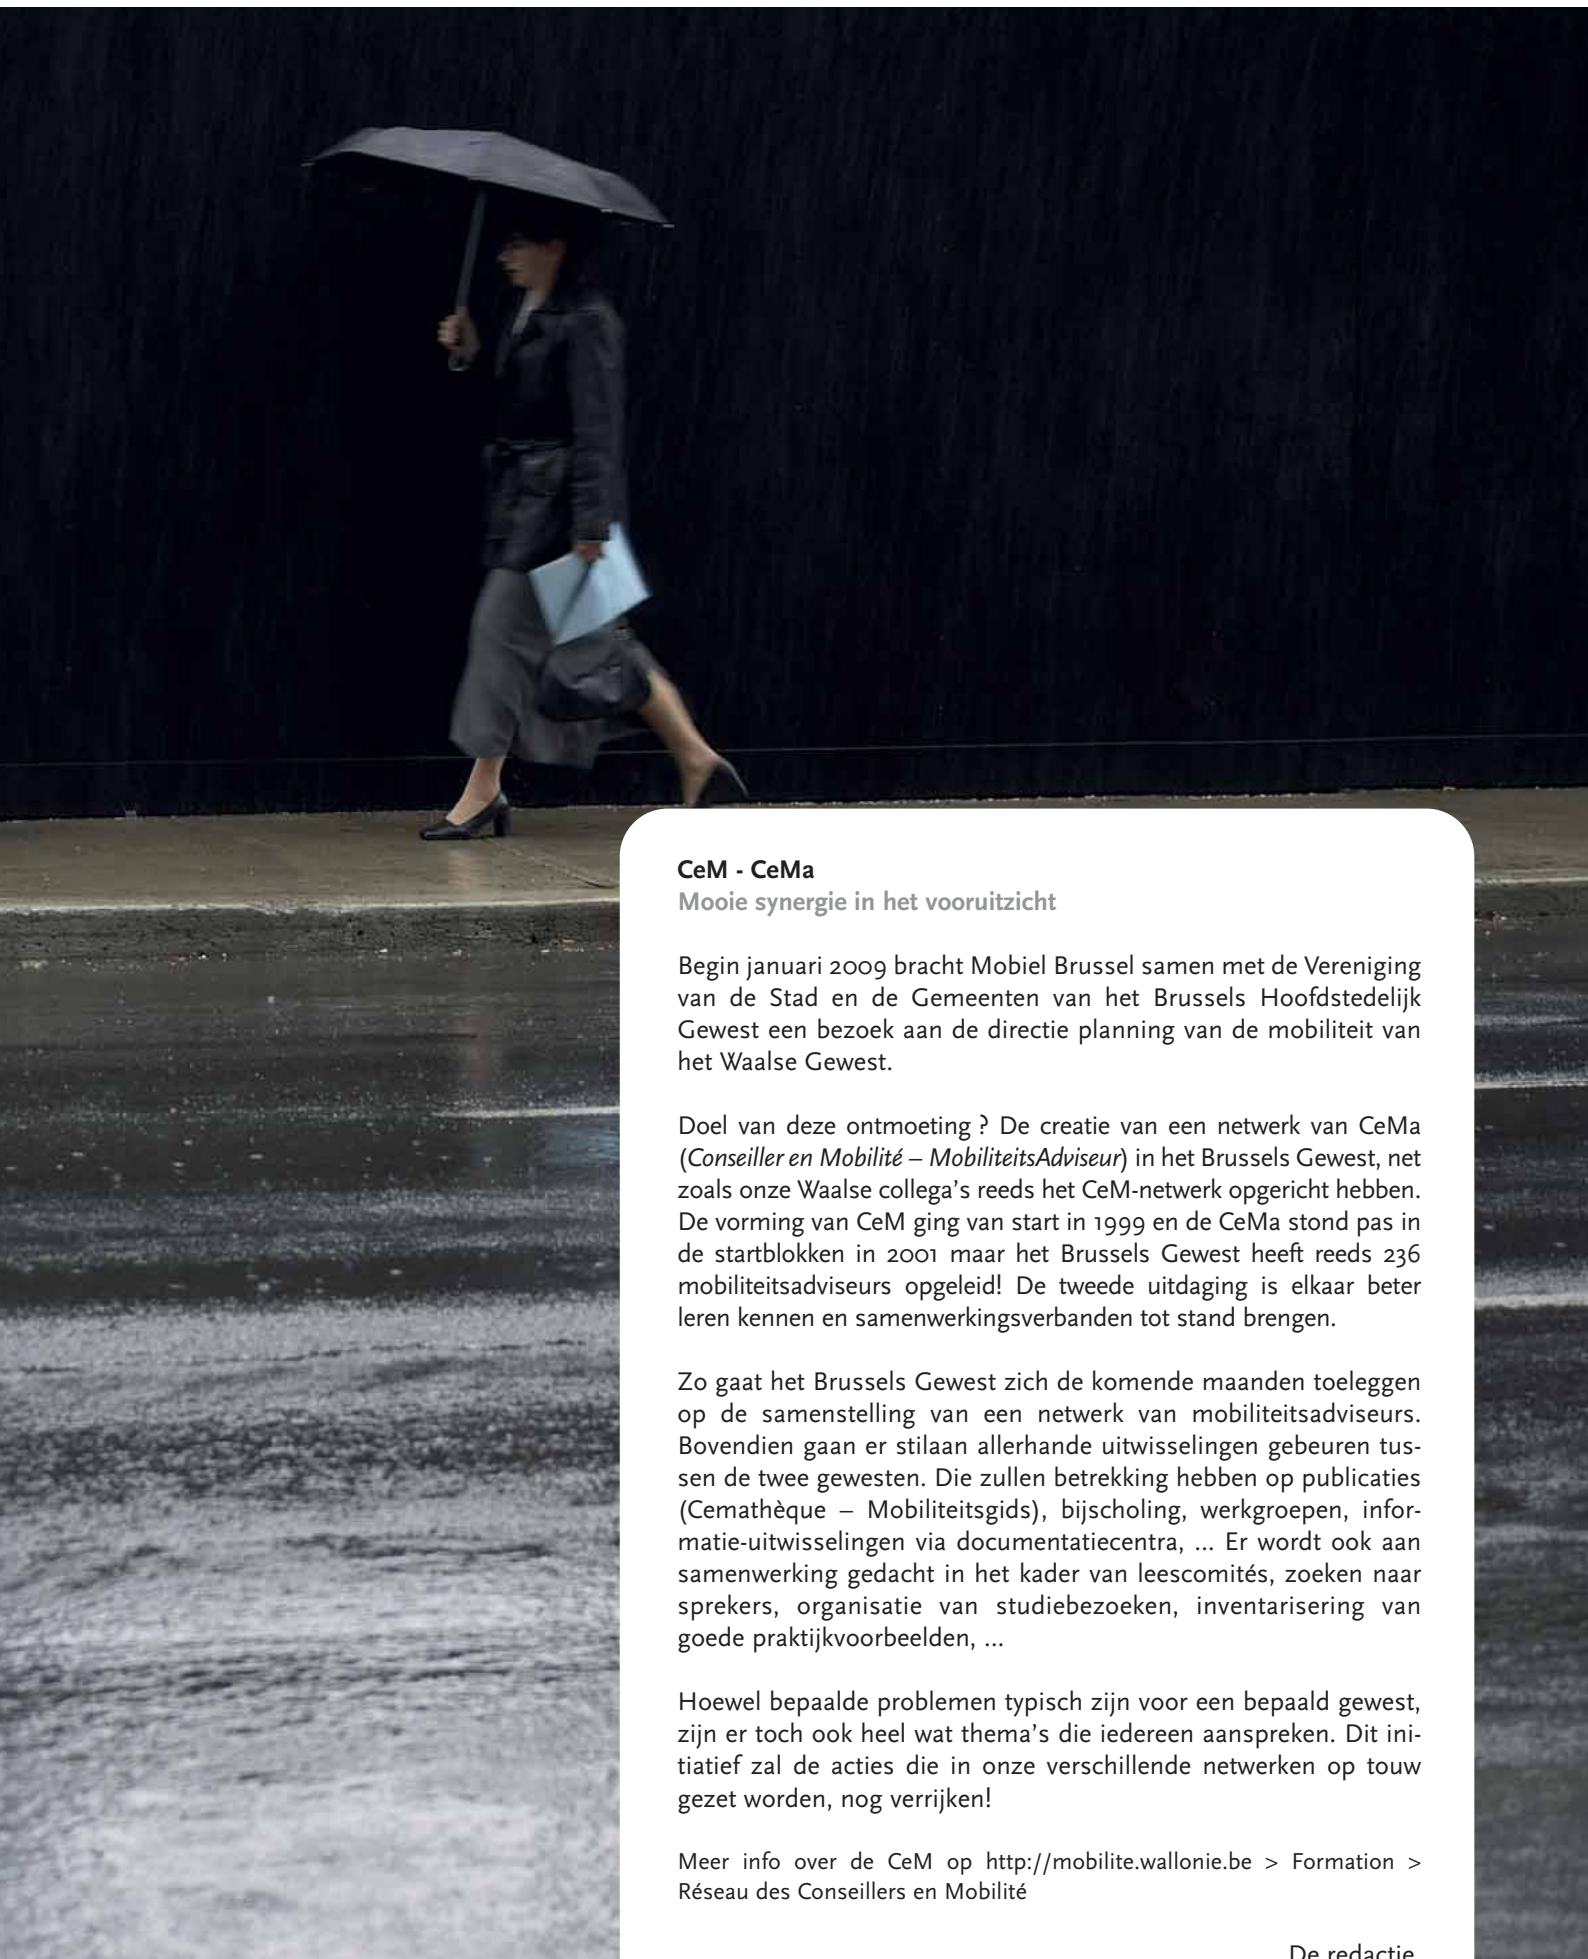 CeM - CeMa
Mooie synergie in het vooruitzicht
Begin januari 2009 bracht Mobiel Brussel samen met de Vereniging
van de Stad en de Gemeenten van het Brussels Hoofdstedelijk
Gewest een bezoek aan de directie planning van de mobiliteit van
het Waalse Gewest.
Doel van deze ontmoeting ? De creatie van een netwerk van CeMa
(Conseiller en Mobilité – MobiliteitsAdviseur) in het Brussels Gewest, net
zoals onze Waalse collega's reeds het CeM-netwerk opgericht hebben.
De vorming van CeM ging van start in 1999 en de CeMa stond pas in
de startblokken in 2001 maar het Brussels Gewest heeft reeds 236
mobiliteitsadviseurs opgeleid! De tweede uitdaging is elkaar beter
leren kennen en samenwerkingsverbanden tot stand brengen.
Zo gaat het Brussels Gewest zich de komende maanden toeleggen
op de samenstelling van een netwerk van mobiliteitsadviseurs.
Bovendien gaan er stilaan allerhande uitwisselingen gebeuren tus-
sen de twee gewesten. Die zullen betrekking hebben op publicaties
(Cemathèque – Mobiliteitsgids), bijscholing, werkgroepen, infor-
matie-uitwisselingen via documentatiecentra, ... Er wordt ook aan
samenwerking gedacht in het kader van leescomités, zoeken naar
sprekers, organisatie van studiebezoeken, inventarisering van
goede praktijkvoorbeelden, ...
Hoewel bepaalde problemen typisch zijn voor een bepaald gewest,
zijn er toch ook heel wat thema's die iedereen aanspreken. Dit ini-
tiatief zal de acties die in onze verschillende netwerken op touw
gezet worden, nog verrijken!
Meer info over de CeM op http://mobilite.wallonie.be > Formation >
Réseau des Conseillers en Mobilité
De redactie